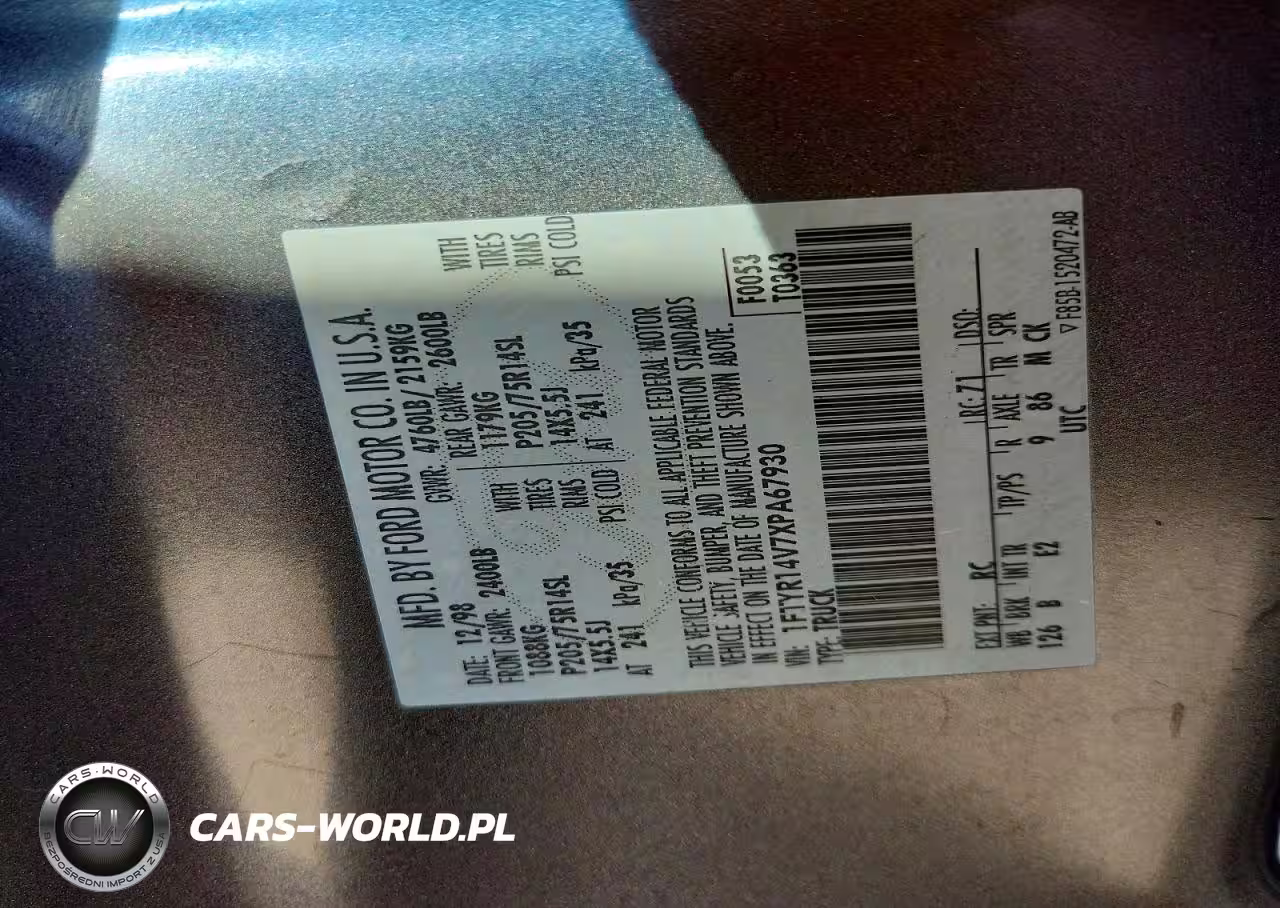 MFD. BY FORD MOTOR CO. IN U.S.A.
DATE: 12/98 GVWR: 4760LB/2159KG
FRONT GAWR: 2400LB REAR GAWR: 2600LB
1088KG WITH 1179KG WITH
P205/75R14SL TIRES P205/75R14SL TIRES
14X5.5J RIMS 14X5.5J RIMS
AT 241 kPa/35 PSI COLD AT 241 kPa/35 PSI COLD
THIS VEHICLE CONFORMS TO ALL APPLICABLE FEDERAL MOTOR
VEHICLE SAFETY, BUMPER, AND THEFT PREVENTION STANDARDS
IN EFFECT ON THE DATE OF MANUFACTURE SHOWN ABOVE.
VIN: 1FTYR14V7XPA67930 F0053
TYPE: TRUCK T0363
EXT PNT: RC RC: 71 DSO:
WB BRK INT TR TP/PS R AXLE TR SPR
126 B E2 9 86 M CK
UTC ▽ F85B-1520472-AB
CARS-WORLD
CW
BEZPOŚREDNI IMPORT Z USA
CARS-WORLD.PL